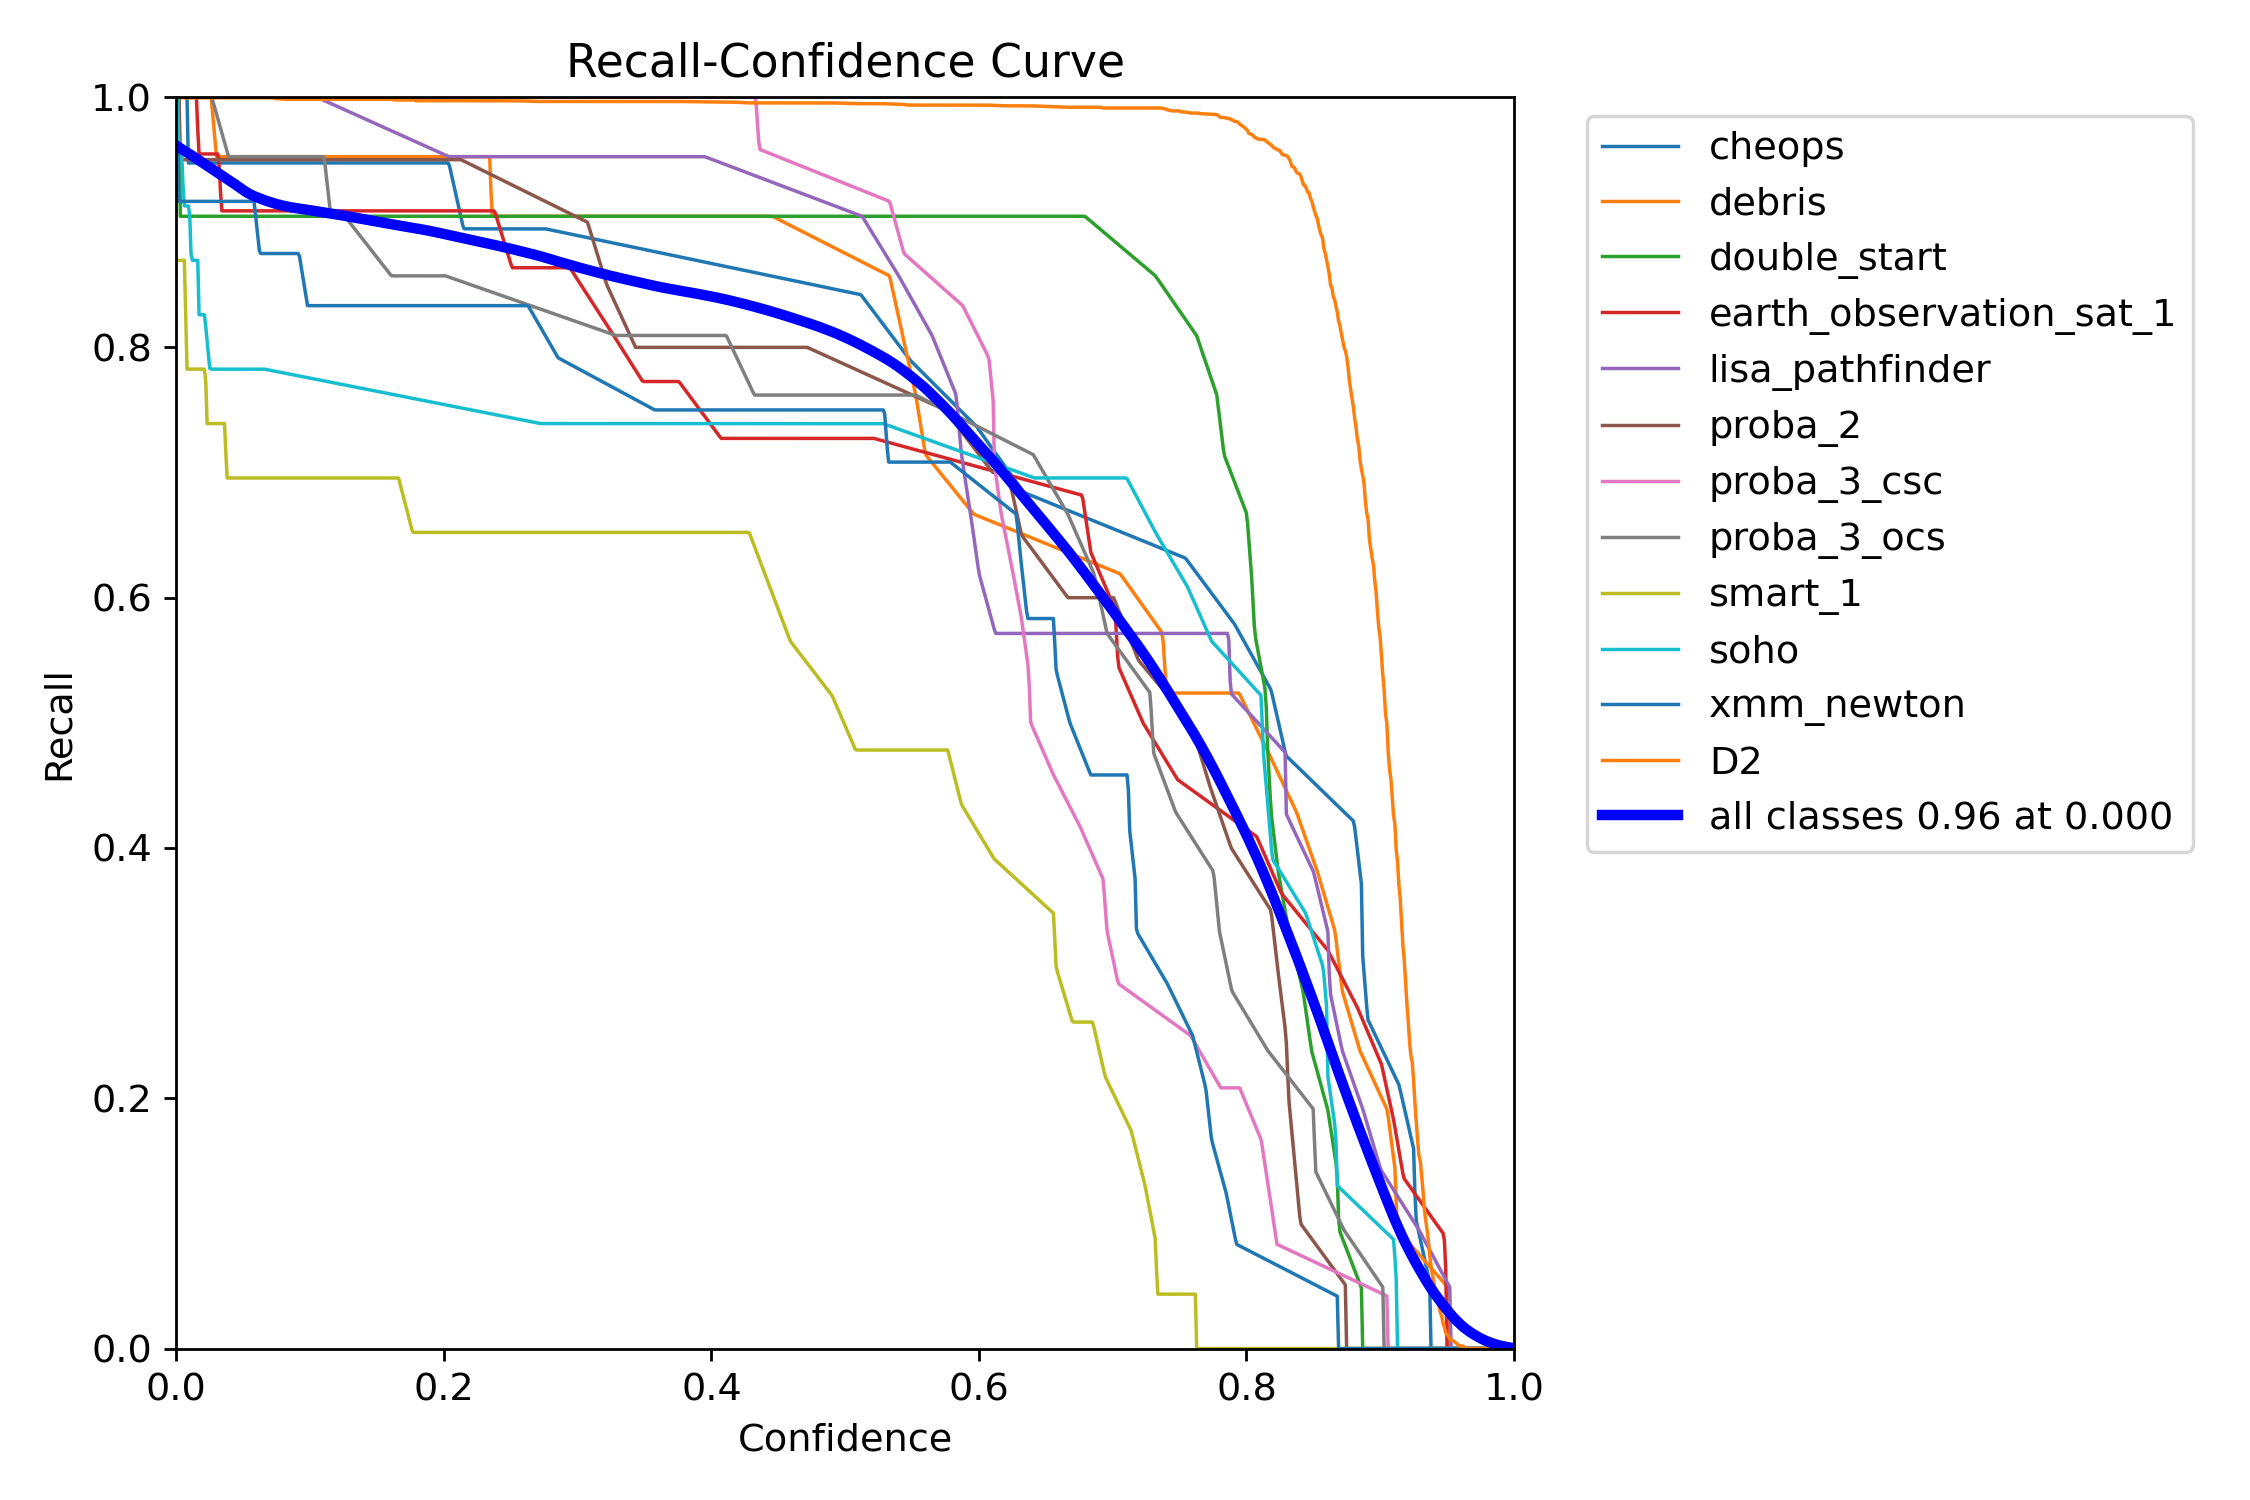 Recall-Confidence Curve
1.0
0.8
0.6
0.4
0.2
0.0
Recall
0.0 0.2 0.4 0.6 0.8 1.0
Confidence
cheops
debris
double_start
earth_observation_sat_1
lisa_pathfinder
proba_2
proba_3_csc
proba_3_ocs
smart_1
soho
xmm_newton
D2
all classes 0.96 at 0.000